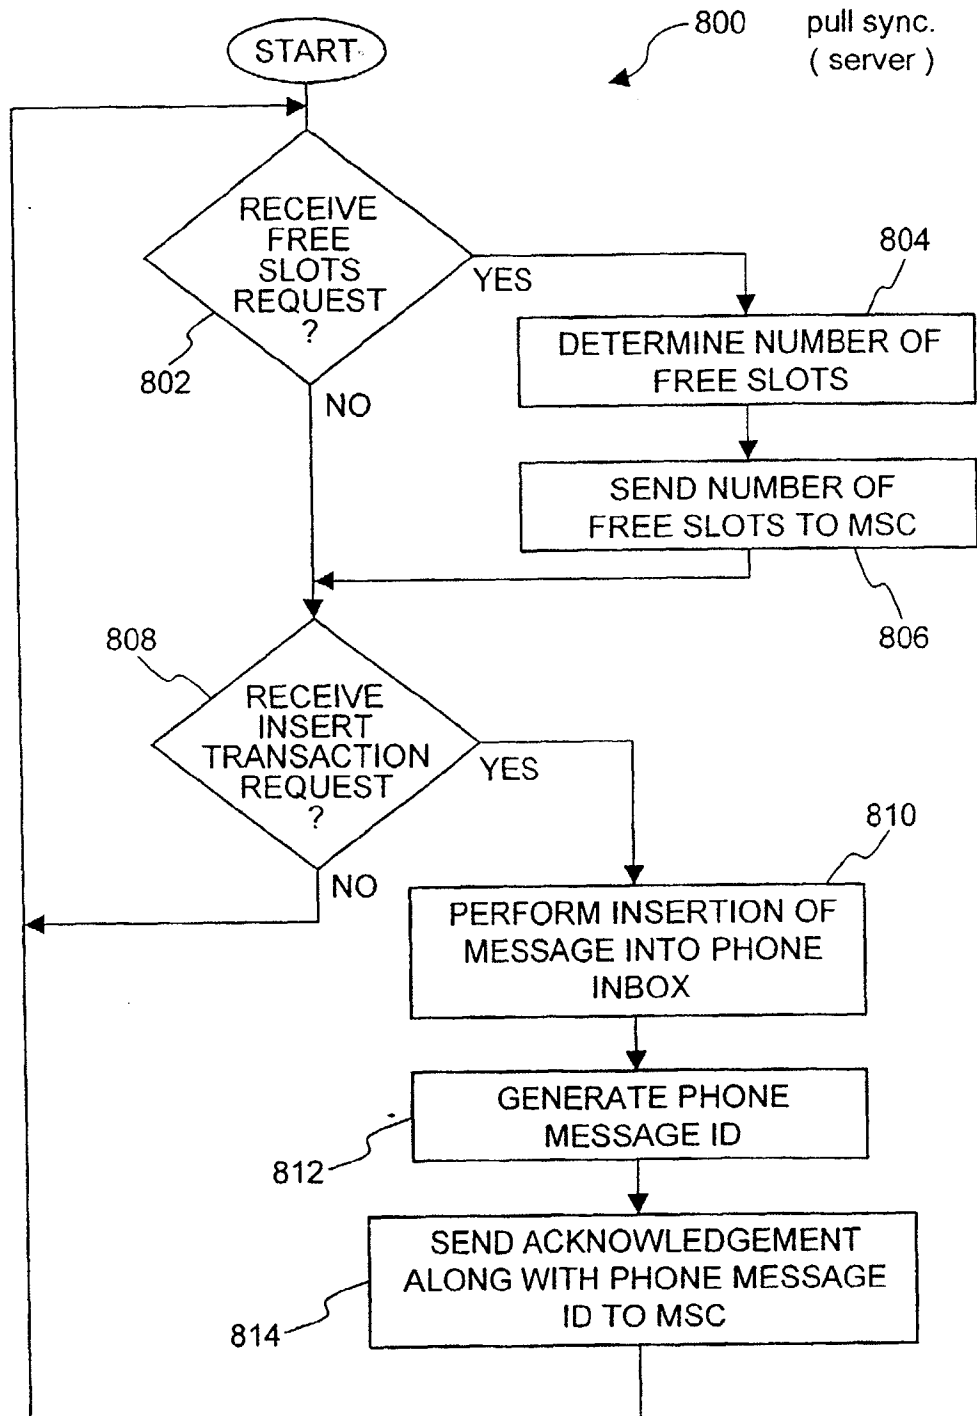 800
pull sync.
( server )
START
RECEIVE
FREE
SLOTS
REQUEST
?
802
YES
NO
804
DETERMINE NUMBER OF
FREE SLOTS
SEND NUMBER OF
FREE SLOTS TO MSC
806
808
RECEIVE
INSERT
TRANSACTION
REQUEST
?
YES
NO
810
PERFORM INSERTION OF
MESSAGE INTO PHONE
INBOX
GENERATE PHONE
MESSAGE ID
812
SEND ACKNOWLEDGEMENT
ALONG WITH PHONE MESSAGE
ID TO MSC
814